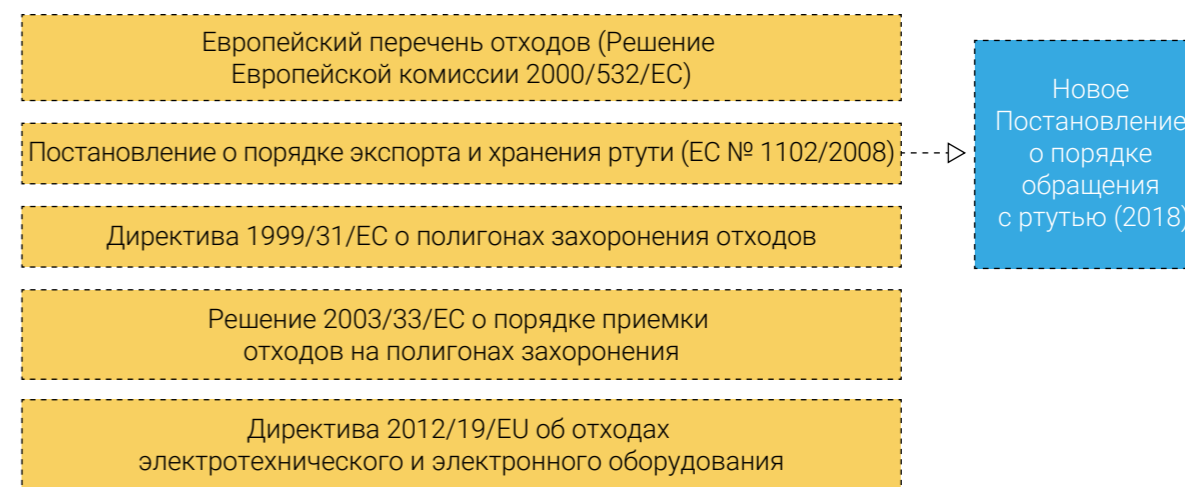 Европейский перечень отходов (Решение
Европейской комиссии 2000/532/ЕС)
Постановление о порядке экспорта и хранения ртути (ЕС № 1102/2008)
Директива 1999/31/ЕС о полигонах захоронения отходов
Решение 2003/33/ЕС о порядке приемки
отходов на полигонах захоронения
Директива 2012/19/EU об отходах
электротехнического и электронного оборудования
Новое
Постановление
о порядке
обращения
с ртутью (2018)